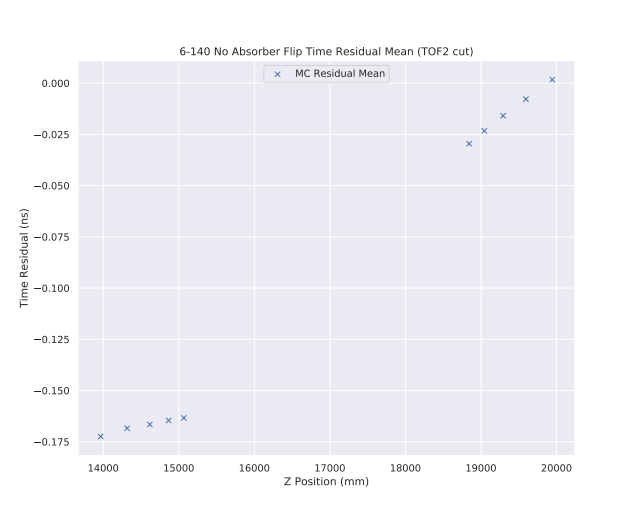 6-140 No Absorber Flip Time Residual Mean (TOF2 cut)
MC Residual Mean
0.000
−0.025
−0.050
−0.075
−0.100
−0.125
−0.150
−0.175
Time Residual (ns)
14000 15000 16000 17000 18000 19000 20000
Z Position (mm)